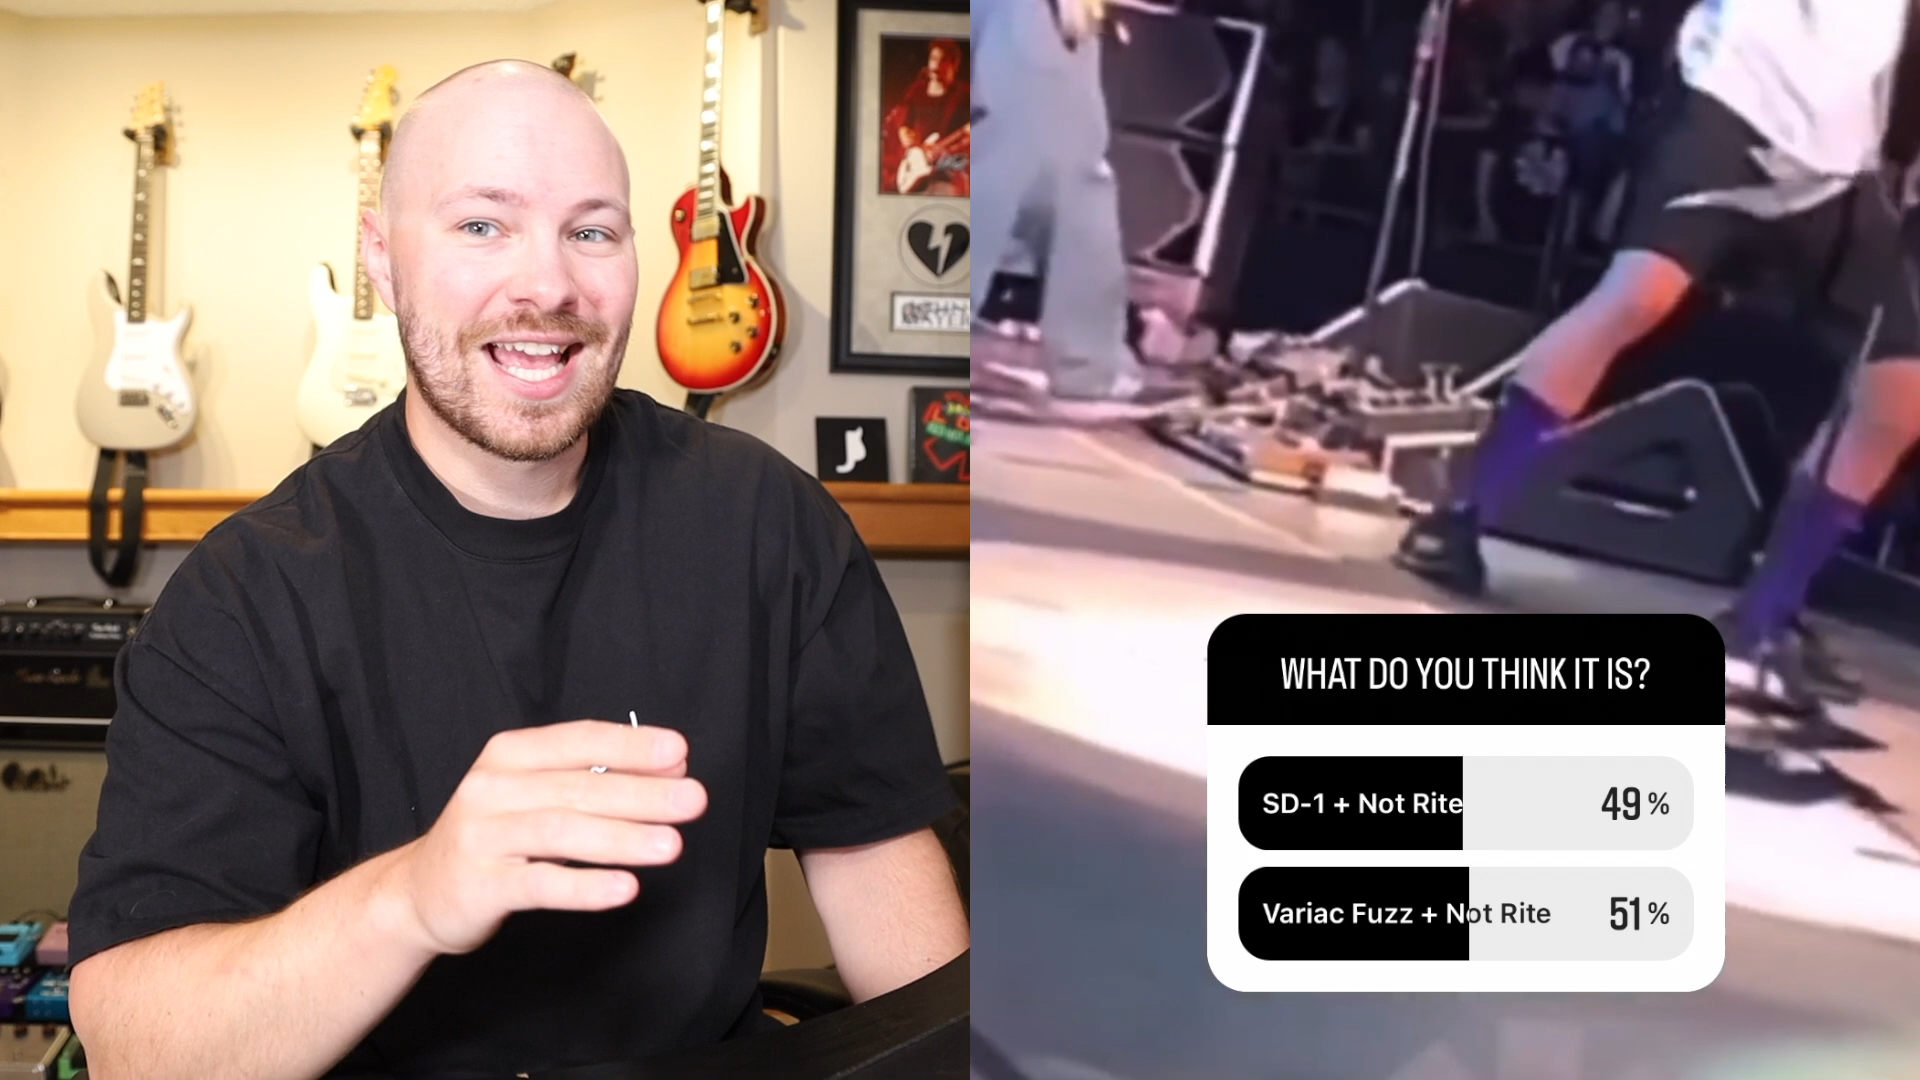 WHAT DO YOU THINK IT IS?
SD-1 + Not Rite
49%
Variac Fuzz + Not Rite
51%